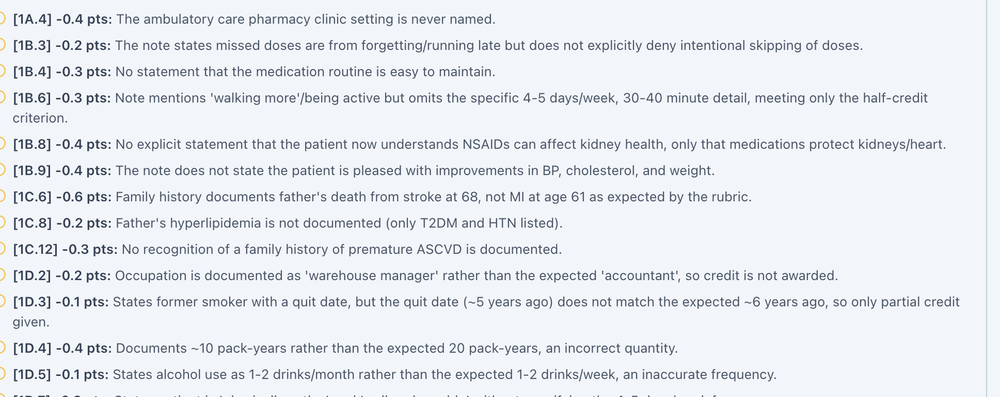 [1A.4] -0.4 pts: The ambulatory care pharmacy clinic setting is never named.
[1B.3] -0.2 pts: The note states missed doses are from forgetting/running late but does not explicitly deny intentional skipping of doses.
[1B.4] -0.3 pts: No statement that the medication routine is easy to maintain.
[1B.6] -0.3 pts: Note mentions 'walking more'/being active but omits the specific 4-5 days/week, 30-40 minute detail, meeting only the half-credit
criterion.
[1B.8] -0.4 pts: No explicit statement that the patient now understands NSAIDs can affect kidney health, only that medications protect kidneys/heart.
[1B.9] -0.4 pts: The note does not state the patient is pleased with improvements in BP, cholesterol, and weight.
[1C.6] -0.6 pts: Family history documents father's death from stroke at 68, not MI at age 61 as expected by the rubric.
[1C.8] -0.2 pts: Father's hyperlipidemia is not documented (only T2DM and HTN listed).
[1C.12] -0.3 pts: No recognition of a family history of premature ASCVD is documented.
[1D.2] -0.2 pts: Occupation is documented as 'warehouse manager' rather than the expected 'accountant', so credit is not awarded.
[1D.3] -0.1 pts: States former smoker with a quit date, but the quit date (~5 years ago) does not match the expected ~6 years ago, so only partial credit
given.
[1D.4] -0.4 pts: Documents ~10 pack-years rather than the expected 20 pack-years, an incorrect quantity.
[1D.5] -0.1 pts: States alcohol use as 1-2 drinks/month rather than the expected 1-2 drinks/week, an inaccurate frequency.